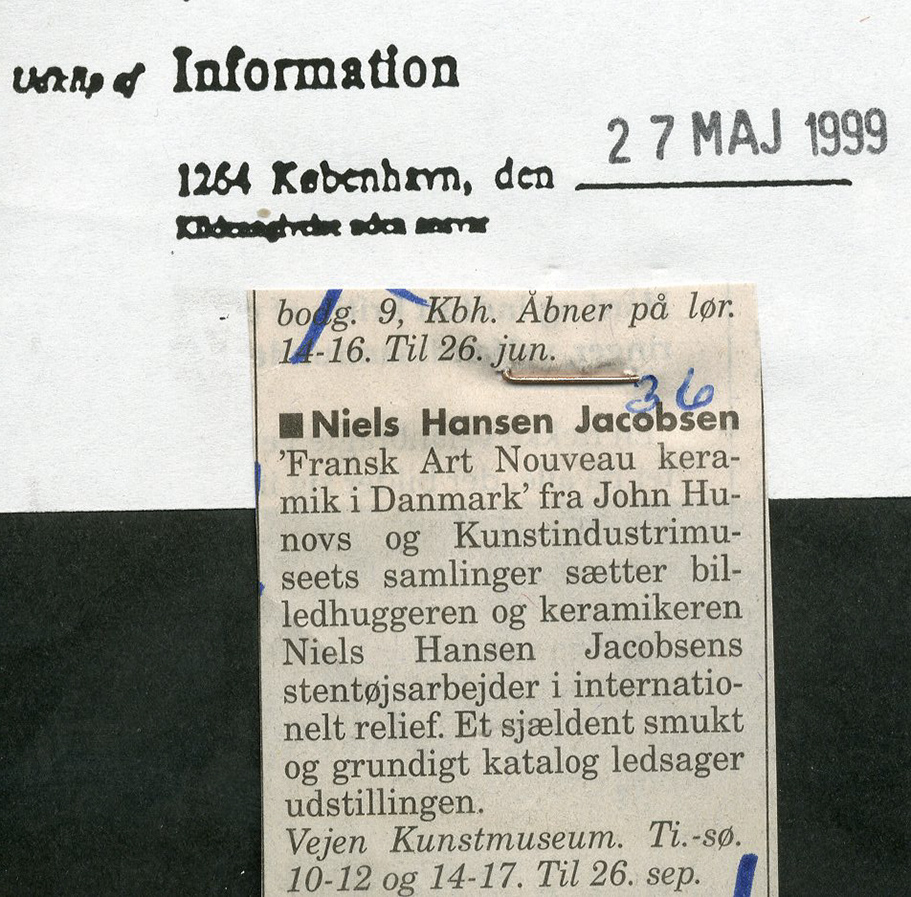 Udklip af Information
27 MAJ 1999
1264 København, den
Kildeangivelse uden ansvar
bodg. 9, Kbh. Åbner på lør.
14-16. Til 26. jun.
36
■ Niels Hansen Jacobsen
'Fransk Art Nouveau kera-
mik i Danmark' fra John Hu-
novs og Kunstindustrimu-
seets samlinger sætter bil-
ledhuggeren og keramikeren
Niels Hansen Jacobsens
stentøjsarbejder i internatio-
nelt relief. Et sjældent smukt
og grundigt katalog ledsager
udstillingen.
Vejen Kunstmuseum. Ti.-sø.
10-12 og 14-17. Til 26. sep.